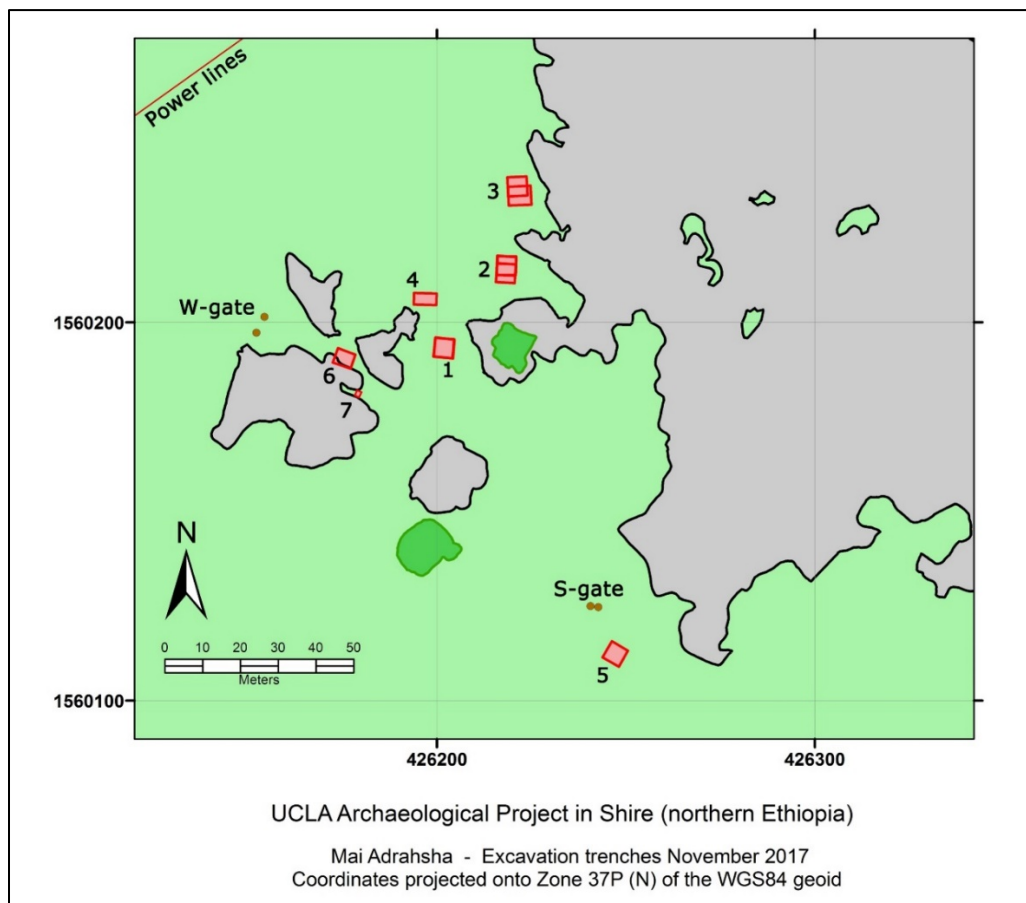 Power lines
3
2
4
W-gate
1560200
6
1
7
N
S-gate
0 10 20 30 40 50
Meters
5
1560100
426200 426300
UCLA Archaeological Project in Shire (northern Ethiopia)
Mai Adrahsha - Excavation trenches November 2017
Coordinates projected onto Zone 37P (N) of the WGS84 geoid